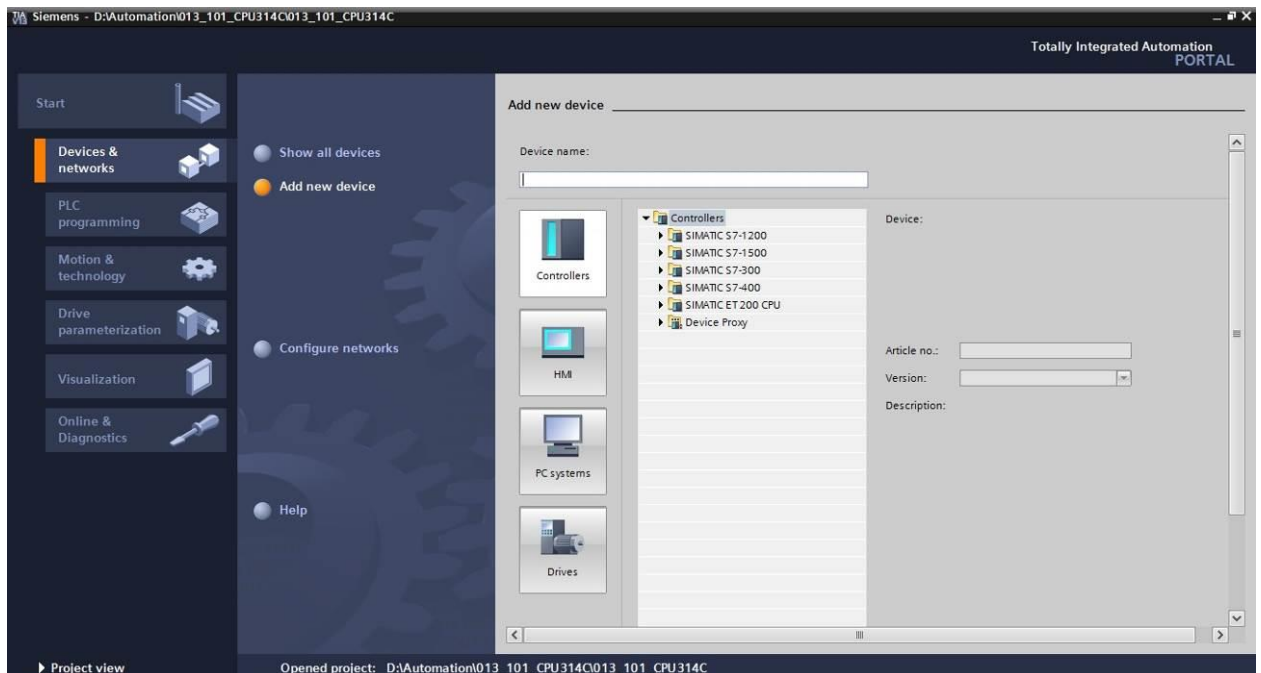 Siemens - D:\Automation\013_101_CPU314C\013_101_CPU314C
Totally Integrated Automation
PORTAL
Start
Devices &
networks
PLC
programming
Motion &
technology
Drive
parameterization
Visualization
Online &
Diagnostics
Show all devices
Add new device
Configure networks
Help
Add new device
Device name:
Controllers
HMI
PC systems
Drives
Controllers
SIMATIC S7-1200
SIMATIC S7-1500
SIMATIC S7-300
SIMATIC S7-400
SIMATIC ET 200 CPU
Device Proxy
Device:
Article no.:
Version:
Description:
Project view
Opened project: D:\Automation\013_101_CPU314C\013_101_CPU314C